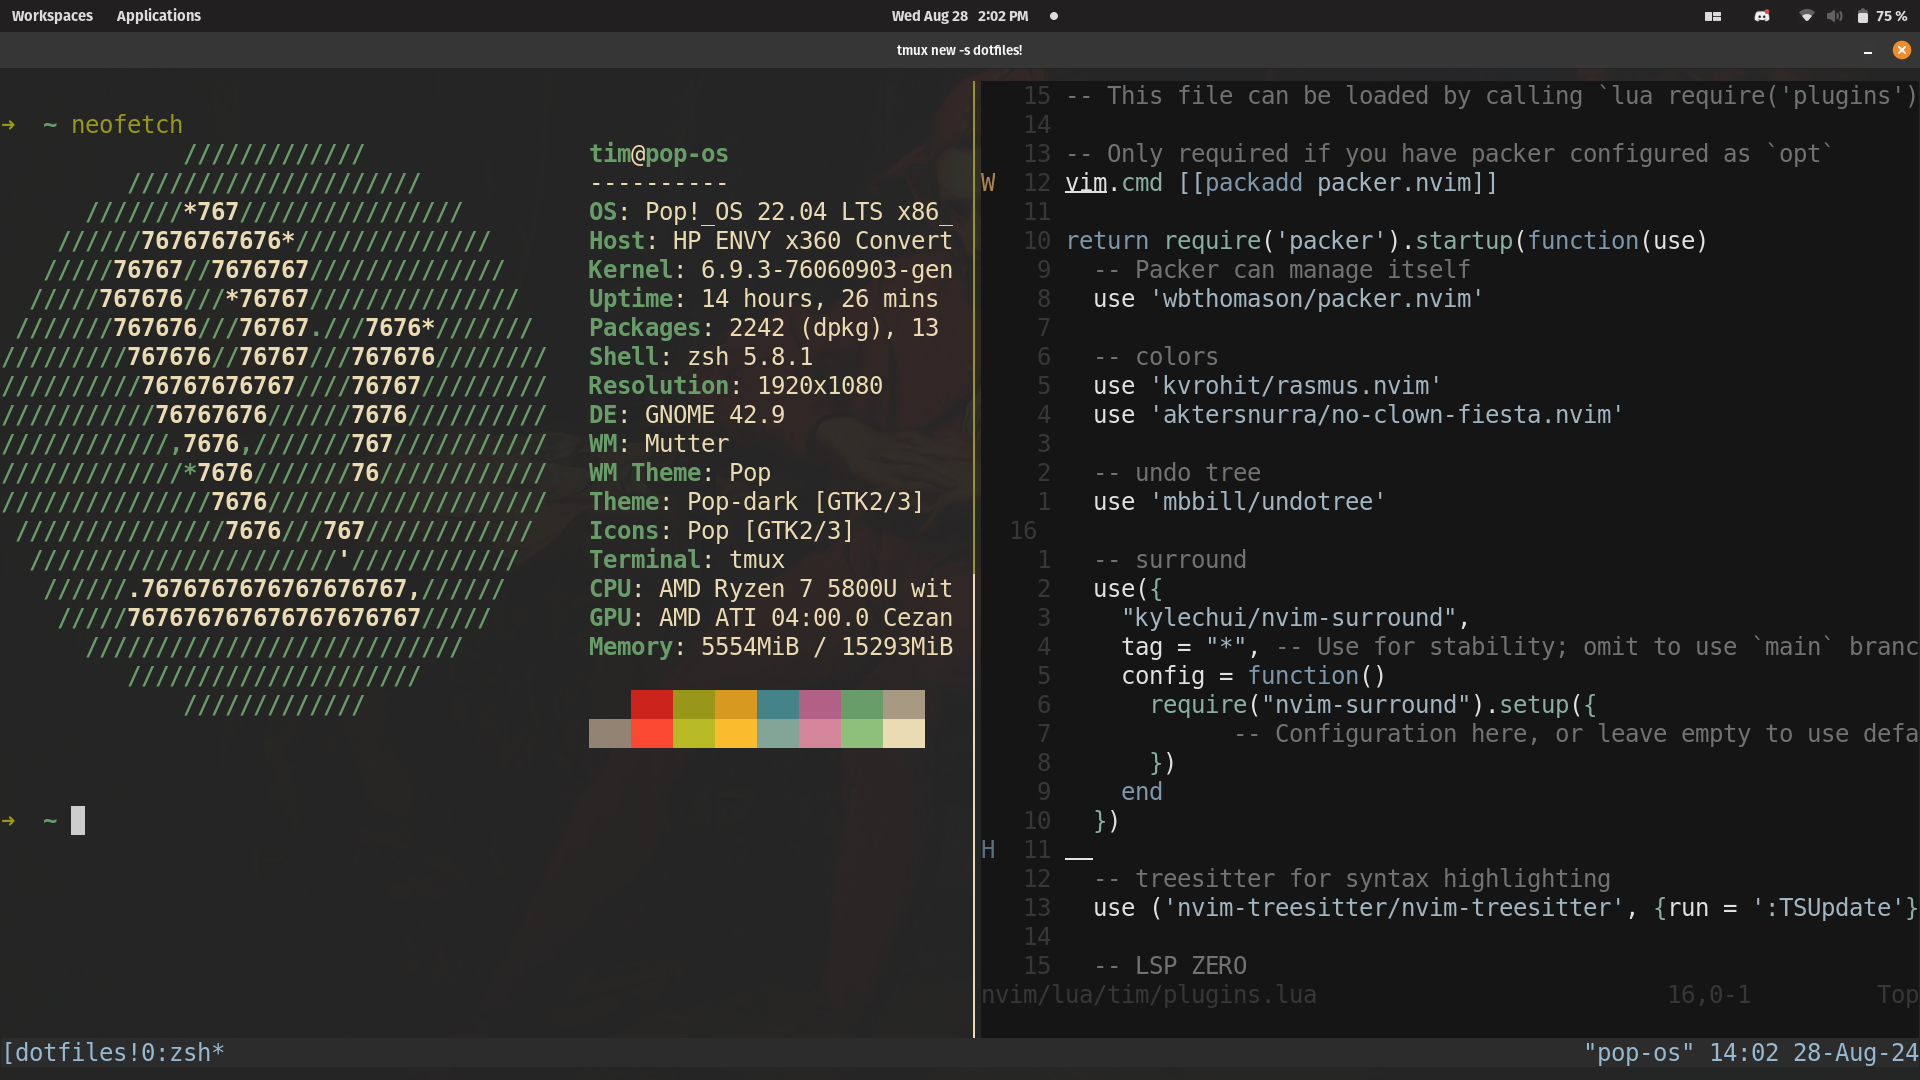 Workspaces Applications Wed Aug 28 2:02 PM 75 %
tmux new -s dotfiles!
➜ ~ neofetch
/////////////
/////////////////////
///////*767////////////////
//////7676767676*//////////////
/////76767//7676767//////////////
/////767676///*76767///////////////
///////767676///76767.///7676*///////
/////////767676//76767///767676////////
//////////76767676767////76767/////////
///////////76767676//////7676//////////
////////////,7676,///////767///////////
/////////////*7676///////76////////////
///////////////7676////////////////////
///////////////7676///767////////////
//////////////////////'////////////
//////.7676767676767676767,//////
/////767676767676767676767/////
///////////////////////////
/////////////////////
/////////////
tim@pop-os
----------
OS: Pop!_OS 22.04 LTS x86_
Host: HP ENVY x360 Convert
Kernel: 6.9.3-76060903-gen
Uptime: 14 hours, 26 mins
Packages: 2242 (dpkg), 13
Shell: zsh 5.8.1
Resolution: 1920x1080
DE: GNOME 42.9
WM: Mutter
WM Theme: Pop
Theme: Pop-dark [GTK2/3]
Icons: Pop [GTK2/3]
Terminal: tmux
CPU: AMD Ryzen 7 5800U wit
GPU: AMD ATI 04:00.0 Cezan
Memory: 5554MiB / 15293MiB
➜ ~
15 -- This file can be loaded by calling `lua require('plugins')
14
13 -- Only required if you have packer configured as `opt`
W 12 vim.cmd [[packadd packer.nvim]]
11
10 return require('packer').startup(function(use)
9 -- Packer can manage itself
8 use 'wbthomason/packer.nvim'
7
6 -- colors
5 use 'kvrohit/rasmus.nvim'
4 use 'aktersnurra/no-clown-fiesta.nvim'
3
2 -- undo tree
1 use 'mbbill/undotree'
16
1 -- surround
2 use({
3 "kylechui/nvim-surround",
4 tag = "*", -- Use for stability; omit to use `main` branc
5 config = function()
6 require("nvim-surround").setup({
7 -- Configuration here, or leave empty to use defa
8 })
9 end
10 })
H 11
12 -- treesitter for syntax highlighting
13 use ('nvim-treesitter/nvim-treesitter', {run = ':TSUpdate'}
14
15 -- LSP ZERO
nvim/lua/tim/plugins.lua 16,0-1 Top
[dotfiles!0:zsh* "pop-os" 14:02 28-Aug-24